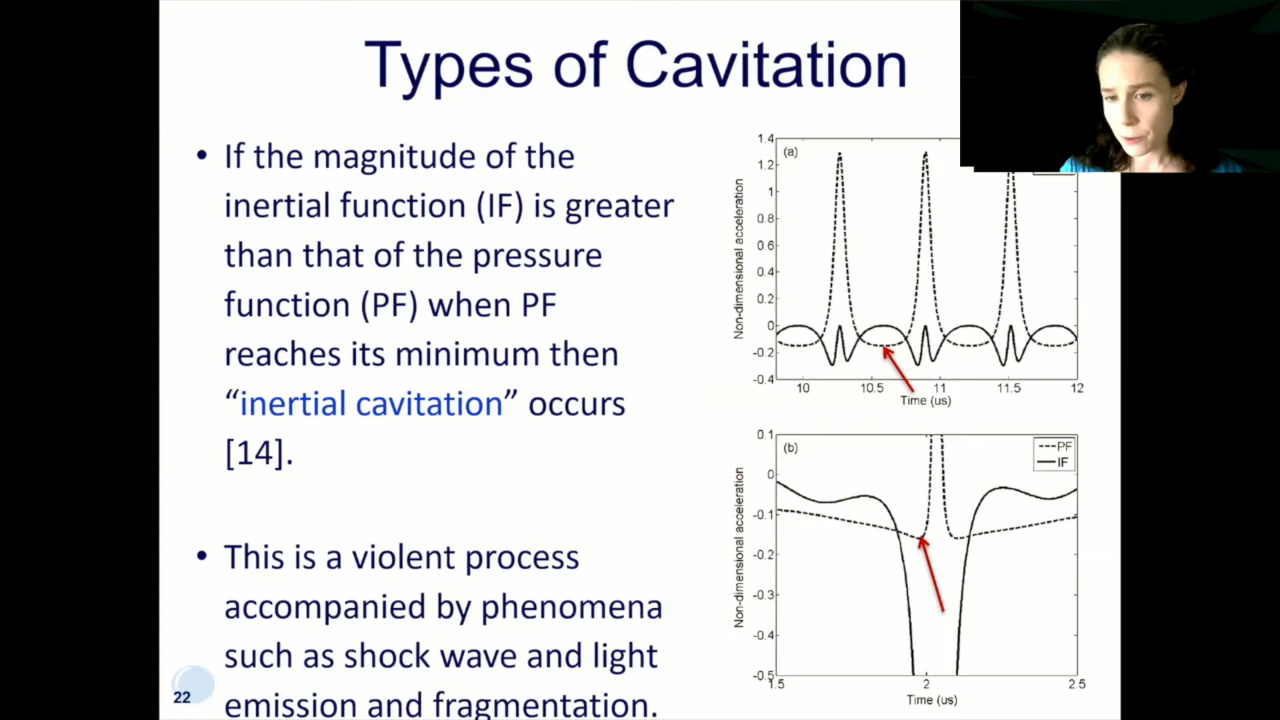 Types of Cavitation
• If the magnitude of the
inertial function (IF) is greater
than that of the pressure
function (PF) when PF
reaches its minimum then
“inertial cavitation” occurs
[14].
• This is a violent process
accompanied by phenomena
such as shock wave and light
emission and fragmentation.
22
(a)
Non-dimensional acceleration
1.4
1.2
1
0.8
0.6
0.4
0.2
0
-0.2
-0.4
10 10.5 11 11.5 12
Time (us)
(b)
PF
IF
Non-dimensional acceleration
0.1
0
-0.1
-0.2
-0.3
-0.4
-0.5
1.5 2 2.5
Time (us)